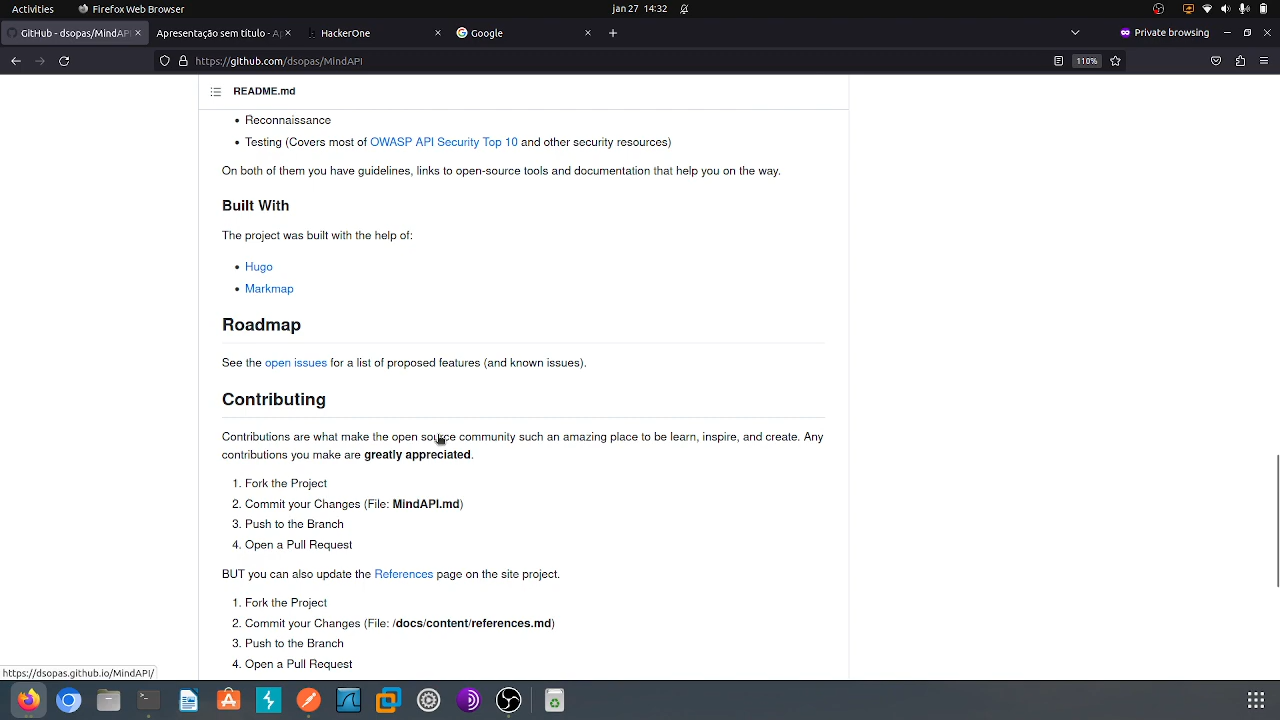 Activities
Firefox Web Browser
jan 27 14:32
GitHub - dsopas/MindAPI
Apresentação sem título - Ap
HackerOne
Google
Private browsing
https://github.com/dsopas/MindAPI
110%
README.md
• Reconnaissance
• Testing (Covers most of OWASP API Security Top 10 and other security resources)
On both of them you have guidelines, links to open-source tools and documentation that help you on the way.
Built With
The project was built with the help of:
• Hugo
• Markmap
Roadmap
See the open issues for a list of proposed features (and known issues).
Contributing
Contributions are what make the open source community such an amazing place to be learn, inspire, and create. Any
contributions you make are greatly appreciated.
1. Fork the Project
2. Commit your Changes (File: MindAPI.md)
3. Push to the Branch
4. Open a Pull Request
BUT you can also update the References page on the site project.
1. Fork the Project
2. Commit your Changes (File: /docs/content/references.md)
3. Push to the Branch
4. Open a Pull Request
https://dsopas.github.io/MindAPI/